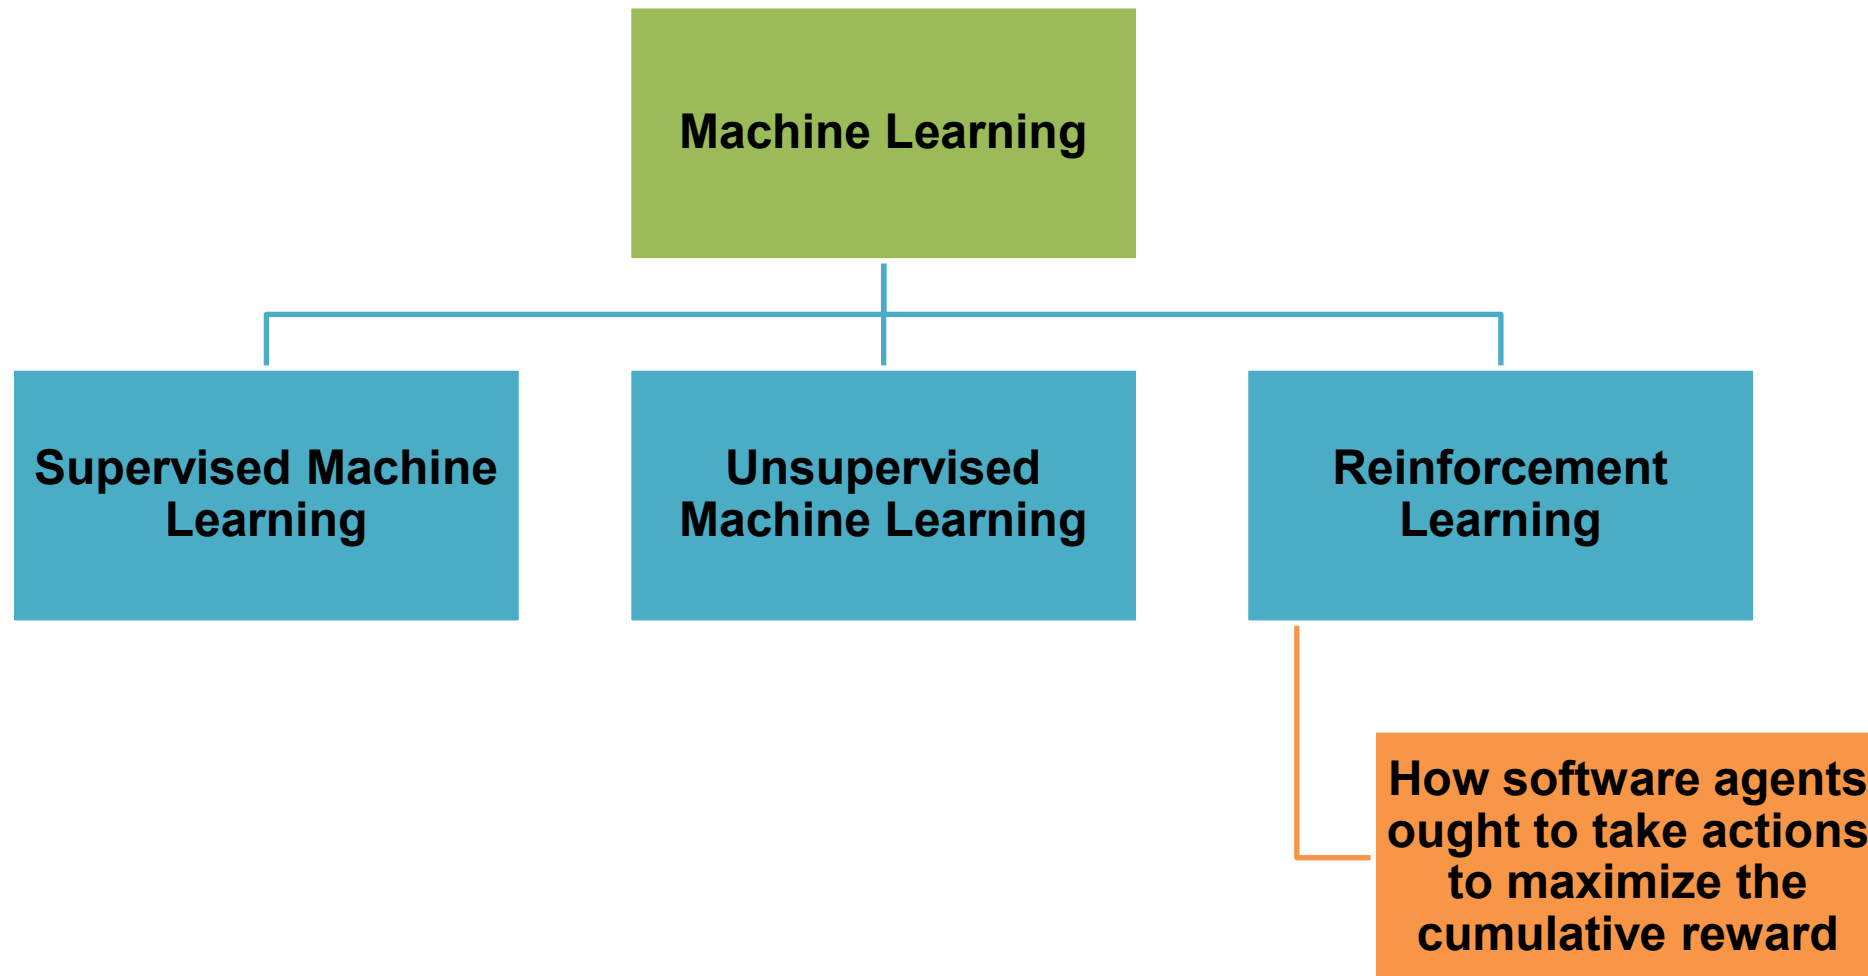 Machine Learning
Supervised Machine
Learning
Unsupervised
Machine Learning
Reinforcement
Learning
How software agents
ought to take actions
to maximize the
cumulative reward